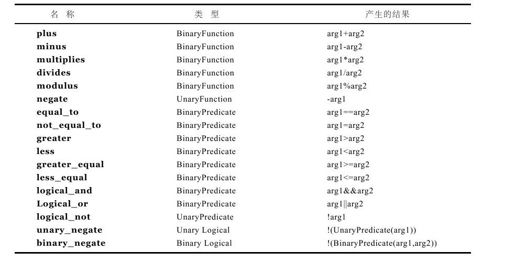 名 称 类 型 产生的结果
plus BinaryFunction arg1+arg2
minus BinaryFunction arg1-arg2
multiplies BinaryFunction arg1*arg2
divides BinaryFunction arg1/arg2
modulus BinaryFunction arg1%arg2
negate UnaryFunction -arg1
equal_to BinaryPredicate arg1==arg2
not_equal_to BinaryPredicate arg1=arg2
greater BinaryPredicate arg1>arg2
less BinaryPredicate arg1<arg2
greater_equal BinaryPredicate arg1>=arg2
less_equal BinaryPredicate arg1<=arg2
logical_and BinaryPredicate arg1&&arg2
Logical_or BinaryPredicate arg1||arg2
logical_not UnaryPredicate !arg1
unary_negate Unary Logical !(UnaryPredicate(arg1))
binary_negate Binary Logical !(BinaryPredicate(arg1,arg2))